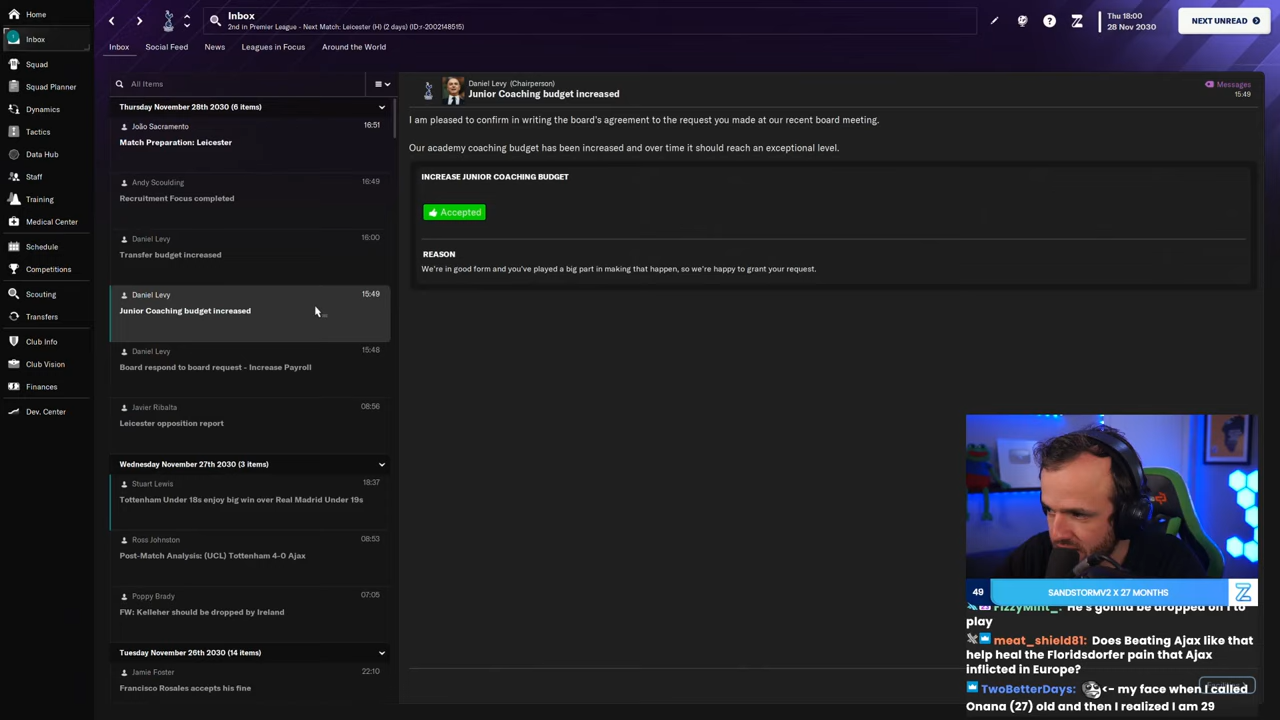 Home
Inbox
2nd in Premier League - Next Match: Leicester (H) (2 days) (ID:r-2002148515)
Thu 18:00
28 Nov 2030
NEXT UNREAD
Inbox
Social Feed
News
Leagues in Focus
Around the World
Inbox
Squad
Squad Planner
Dynamics
Tactics
Data Hub
Staff
Training
Medical Center
Schedule
Competitions
Scouting
Transfers
Club Info
Club Vision
Finances
Dev. Center
All Items
Thursday November 28th 2030 (6 items)
João Sacramento 16:51
Match Preparation: Leicester
Andy Scoulding 16:49
Recruitment Focus completed
Daniel Levy 16:00
Transfer budget increased
Daniel Levy 15:49
Junior Coaching budget increased
Daniel Levy 15:48
Board respond to board request - Increase Payroll
Javier Ribalta 08:56
Leicester opposition report
Wednesday November 27th 2030 (3 items)
Stuart Lewis 18:37
Tottenham Under 18s enjoy big win over Real Madrid Under 19s
Ross Johnston 08:53
Post-Match Analysis: (UCL) Tottenham 4-0 Ajax
Poppy Brady 07:05
FW: Kelleher should be dropped by Ireland
Tuesday November 26th 2030 (14 items)
Jamie Foster 22:10
Francisco Rosales accepts his fine
Daniel Levy (Chairperson)
Junior Coaching budget increased
Messages
15:49
I am pleased to confirm in writing the board's agreement to the request you made at our recent board meeting.
Our academy coaching budget has been increased and over time it should reach an exceptional level.
INCREASE JUNIOR COACHING BUDGET
Accepted
REASON
We're in good form and you've played a big part in making that happen, so we're happy to grant your request.
49 SANDSTORMV2 X 27 MONTHS
FizzyMint_: He's gonna be dropped on I to
play
meat_shield81: Does Beating Ajax like that
help heal the Floridsdorfer pain that Ajax
inflicted in Europe?
TwoBetterDays: <- my face when I called
Onana (27) old and then I realized I am 29